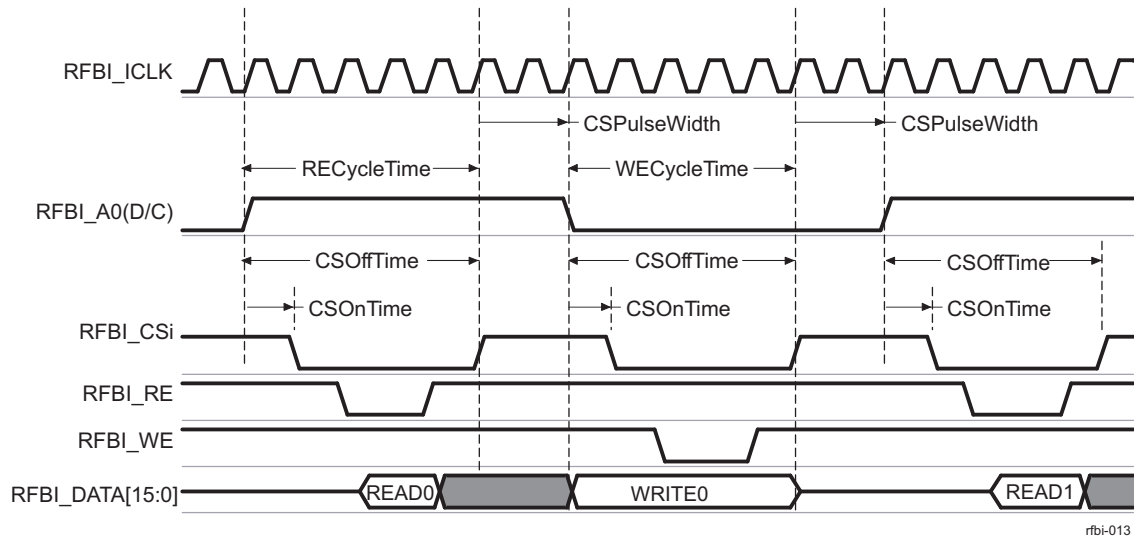 RFBI_ICLK
CSPulseWidth CSPulseWidth
RECycleTime WECycleTime
RFBI_A0(D/C)
CSOffTime CSOffTime CSOffTime
CSOnTime CSOnTime CSOnTime
RFBI_CSi
RFBI_RE
RFBI_WE
RFBI_DATA[15:0] READ0 WRITE0 READ1
rfbi-013